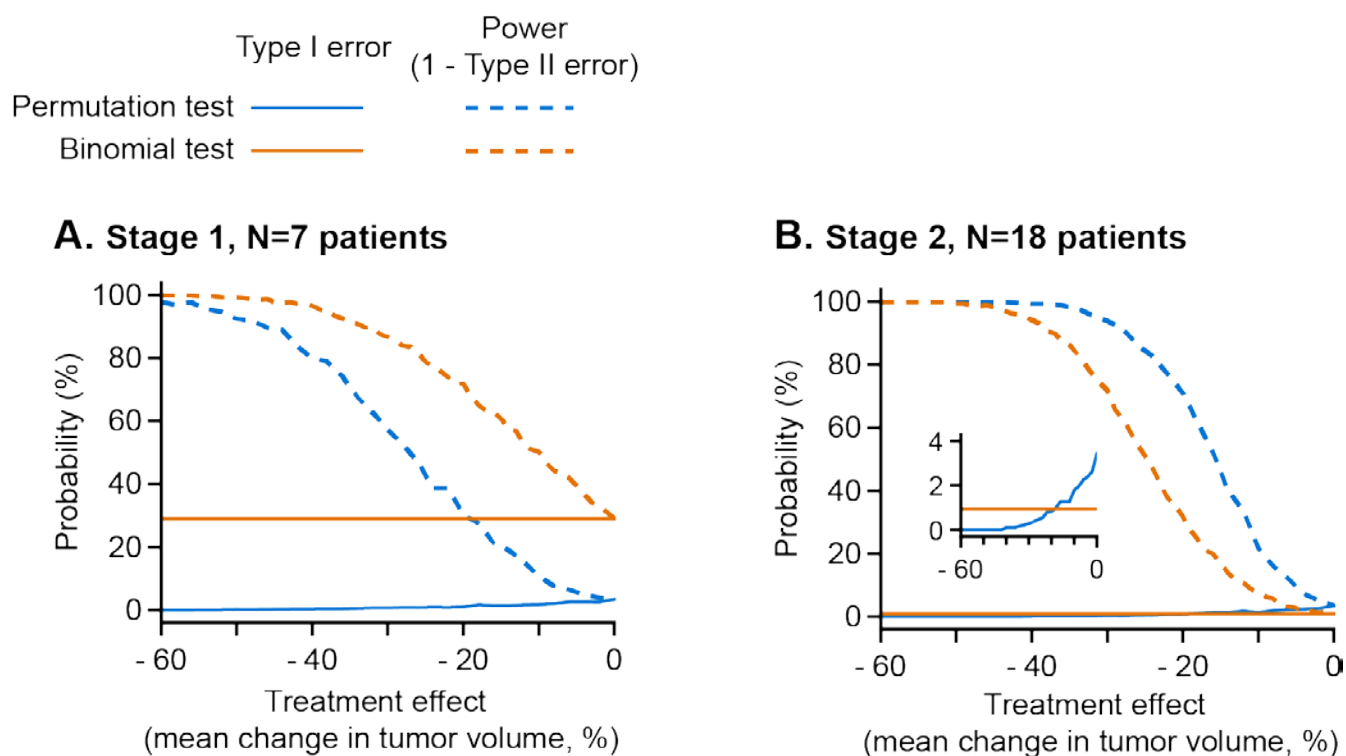 Type I error
Power
(1 - Type II error)
Permutation test
Binomial test
A. Stage 1, N=7 patients
100
80
60
40
20
0
Probability (%)
- 60
- 40
- 20
0
Treatment effect
(mean change in tumor volume, %)
B. Stage 2, N=18 patients
100
80
60
40
20
0
Probability (%)
4
2
0
- 60
0
- 60
- 40
- 20
0
Treatment effect
(mean change in tumor volume, %)